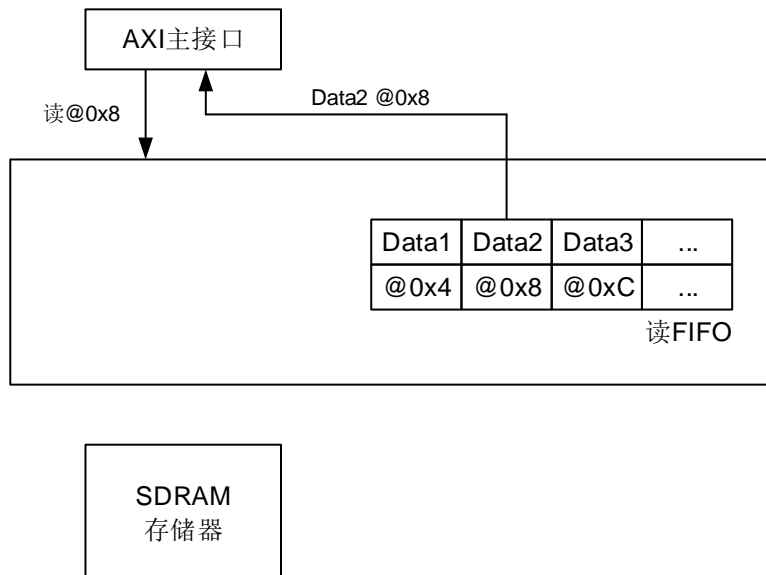 AXI主接口
读@0x8
Data2 @0x8
Data1 Data2 Data3 ...
@0x4 @0x8 @0xC ...
读FIFO
SDRAM
存储器